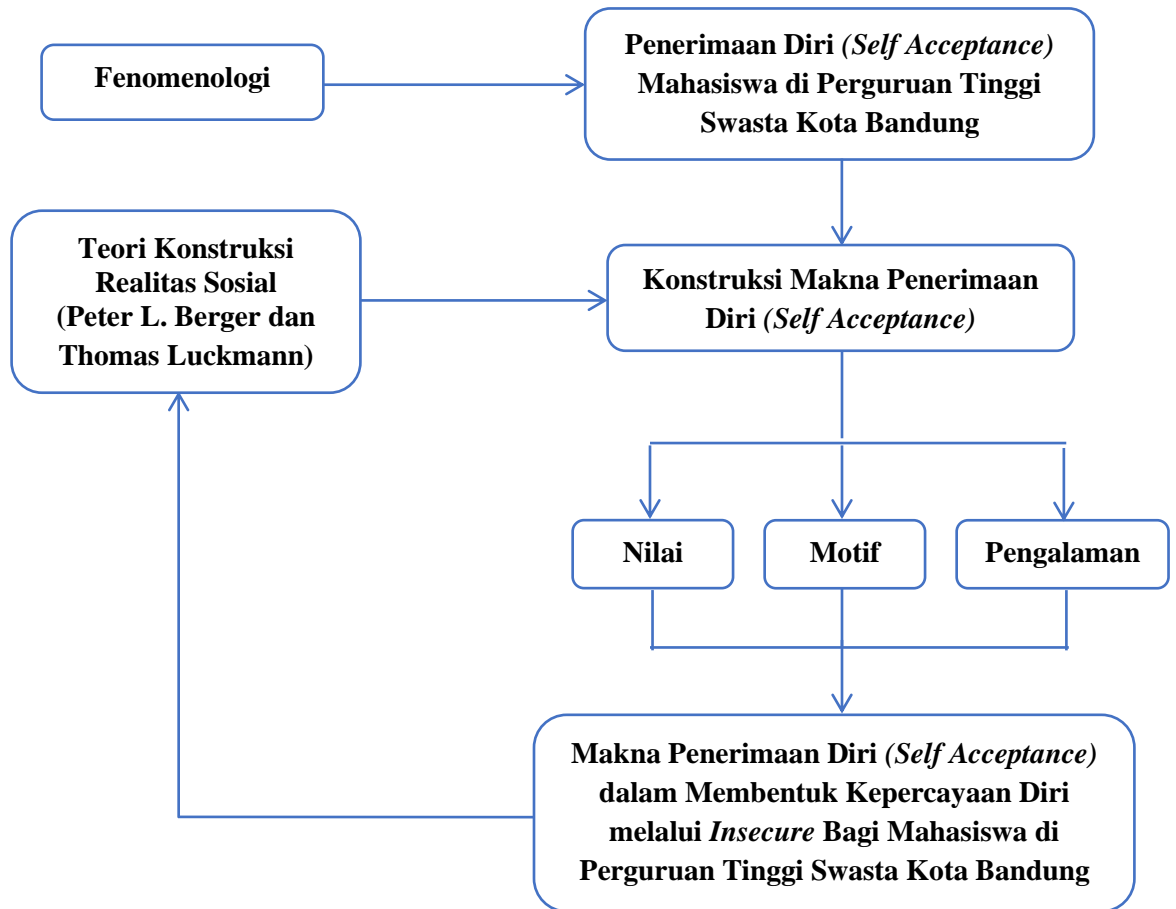 Fenomenologi
Penerimaan Diri (Self Acceptance)
Mahasiswa di Perguruan Tinggi
Swasta Kota Bandung
Teori Konstruksi
Realitas Sosial
(Peter L. Berger dan
Thomas Luckmann)
Konstruksi Makna Penerimaan
Diri (Self Acceptance)
Nilai
Motif
Pengalaman
Makna Penerimaan Diri (Self Acceptance)
dalam Membentuk Kepercayaan Diri
melalui Insecure Bagi Mahasiswa di
Perguruan Tinggi Swasta Kota Bandung